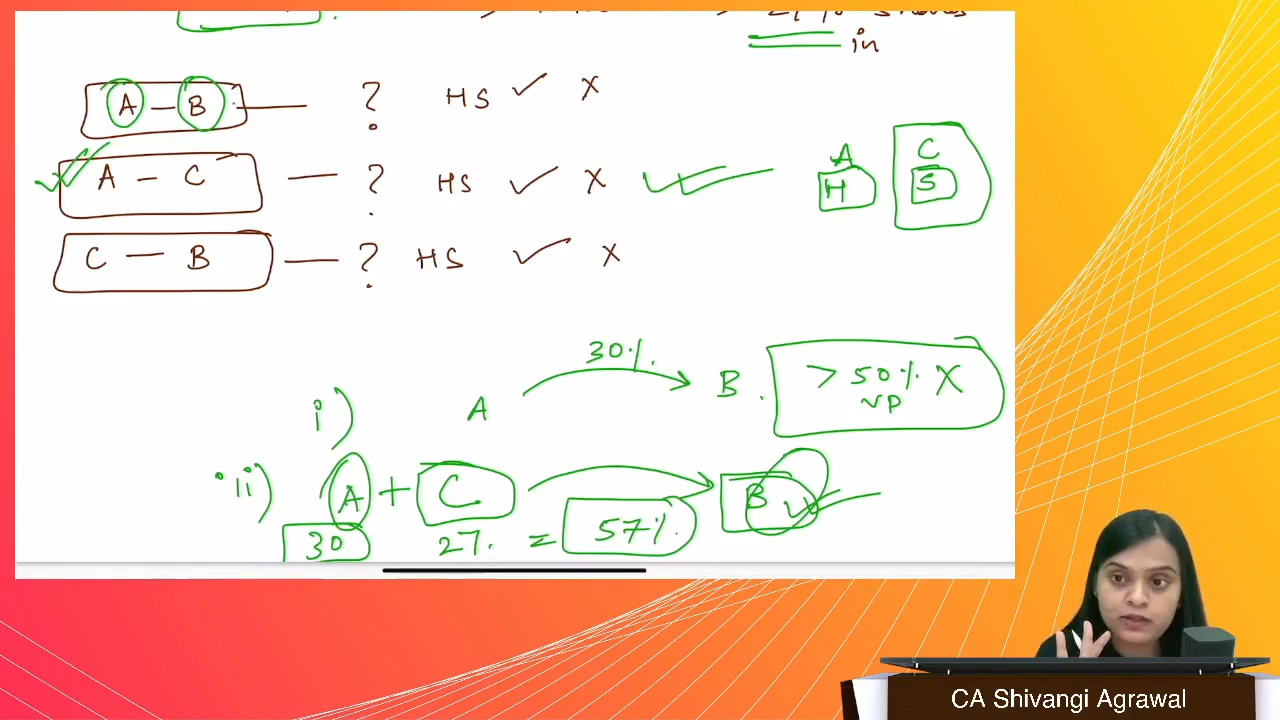 in
A - B — ? HS ✓ X
A - C — ? HS ✓ X
A C
H S
C - B — ? HS ✓ X
i) A 30% B. > 50% X
VP
ii) A + C B
30 27. = 57%
CA Shivangi Agrawal